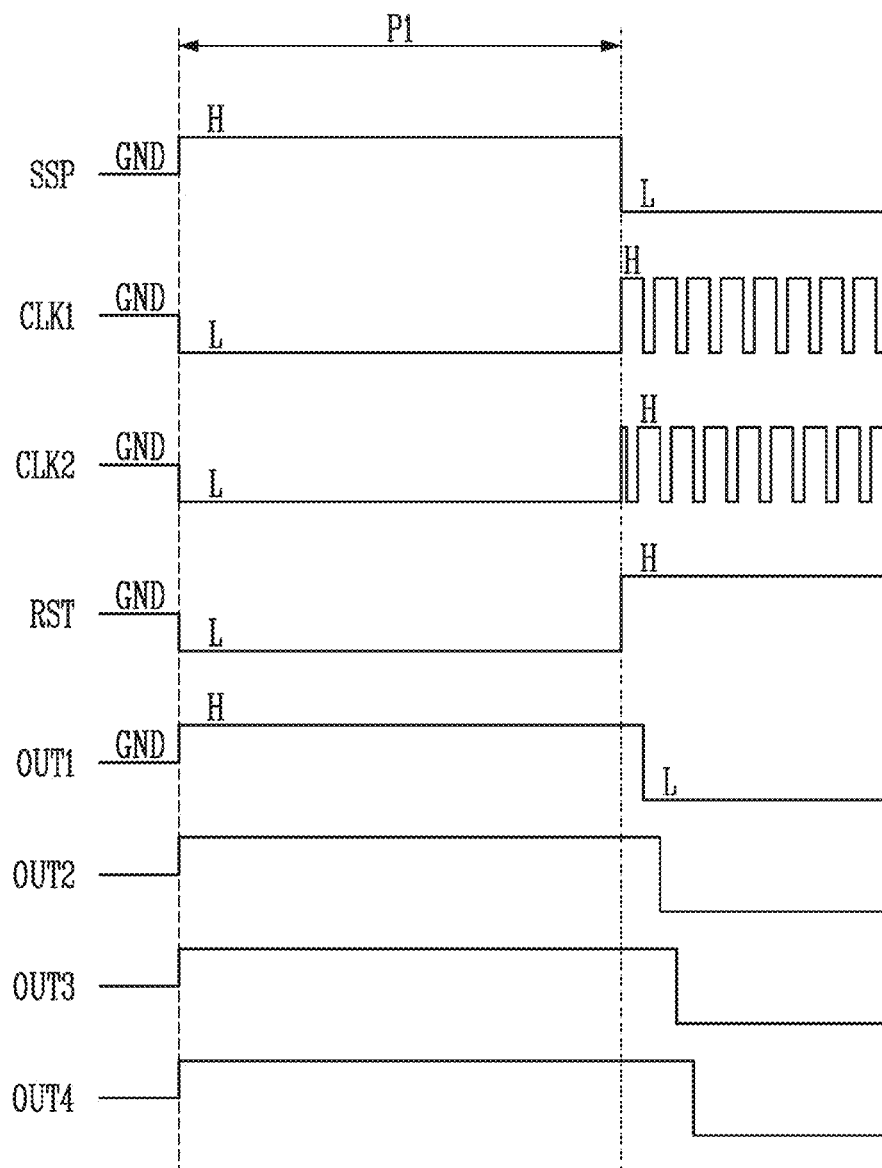 P1
H
SSP GND
L
H
CLK1 GND
L
H
CLK2 GND
L
H
RST GND
L
H
OUT1 GND
L
OUT2
OUT3
OUT4